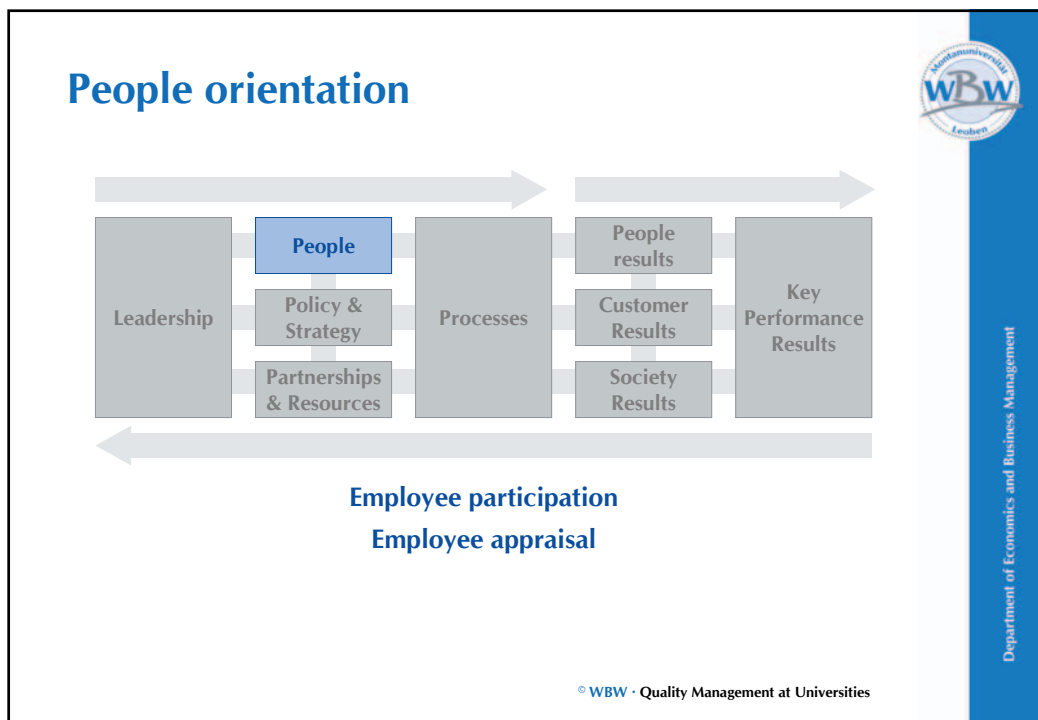 People orientation
Montanuniversität
WBW
Leoben
Leadership
People
Policy &
Strategy
Partnerships
& Resources
Processes
People
results
Customer
Results
Society
Results
Key
Performance
Results
Employee participation
Employee appraisal
Department of Economics and Business Management
© WBW · Quality Management at Universities